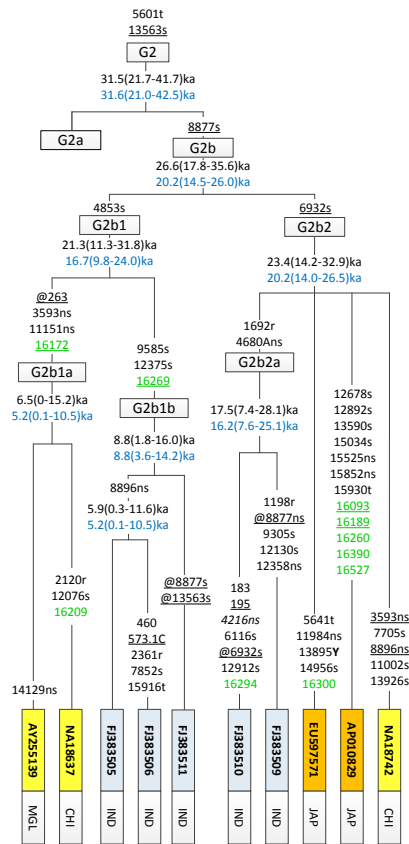 5601t
13563s
G2
31.5(21.7-41.7)ka
31.6(21.0-42.5)ka
G2a
8877s
G2b
26.6(17.8-35.6)ka
20.2(14.5-26.0)ka
4853s
G2b1
21.3(11.3-31.8)ka
16.7(9.8-24.0)ka
6932s
G2b2
23.4(14.2-32.9)ka
20.2(14.0-26.5)ka
@263
3593ns
11151ns
16172
G2b1a
6.5(0-15.2)ka
5.2(0.1-10.5)ka
9585s
12375s
16269
G2b1b
8.8(1.8-16.0)ka
8.8(3.6-14.2)ka
1692r
4680Ans
G2b2a
17.5(7.4-28.1)ka
16.2(7.6-25.1)ka
12678s
12892s
13590s
15034s
15525ns
15852ns
15930t
16093
16189
16260
16390
16527
8896ns
5.9(0.3-11.6)ka
5.2(0.1-10.5)ka
1198r
@8877ns
9305s
12130s
12358ns
@8877s
@13563s
2120r
12076s
16209
460
573.1C
2361r
7852s
15916t
183
195
4216ns
6116s
@6932s
12912s
16294
5641t
11984ns
13895Y
14956s
16300
3593ns
7705s
8896ns
11002s
13926s
14129ns
AY255139
NA18637
FJ383505
FJ383506
FJ383511
FJ383510
FJ383509
EU597571
AP010829
NA18742
MGL
CHI
IND
IND
IND
IND
IND
JAP
JAP
CHI